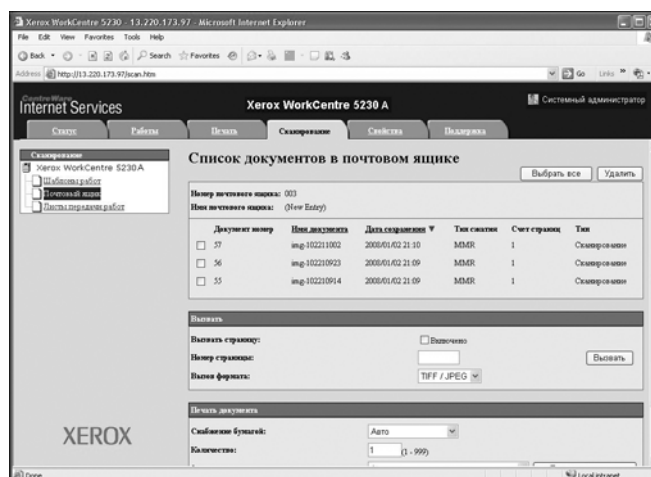 Xerox WorkCentre 5230 - 13.220.173.97 - Microsoft Internet Explorer
File Edit View Favorites Tools Help
Back Search Favorites
Address http://13.220.173.97/scan.htm Go Links »
CentreWare
Internet Services
Xerox WorkCentre 5230 A
Системный администратор
Статус Работы Печать Сканирование Свойства Поддержка
Сканирование
Xerox WorkCentre 5230A
Шаблоны работ
Почтовый ящик
Листы передачи работ
XEROX
Список документов в почтовом ящике
Выбрать все Удалить
Номер почтового ящика: 003
Имя почтового ящика: (New Entry)
Документ номер Имя документа Дата сохранения ▼ Тип сжатия Счет страниц Тип
57 img-102211002 2008/01/02 21:10 MMR 1 Сканирование
56 img-102210923 2008/01/02 21:09 MMR 1 Сканирование
55 img-102210914 2008/01/02 21:09 MMR 1 Сканирование
Вызвать
Вызвать страницу: Включено
Номер страницы: Вызвать
Вызов формата: TIFF / JPEG
Печать документа
Снабжение бумагой: Авто
Количество: 1 (1 - 999)
Done Local intranet